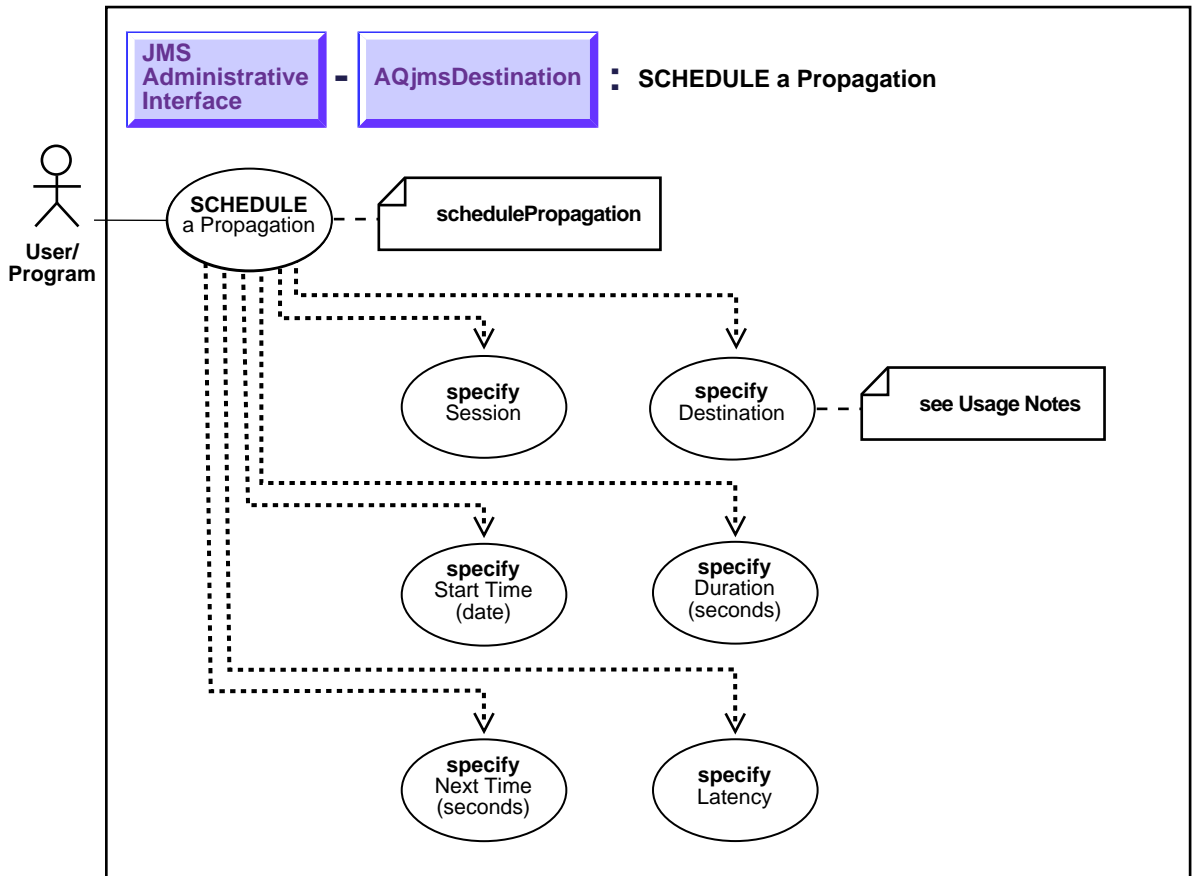 JMS
Administrative
Interface
-
AQjmsDestination
: SCHEDULE a Propagation
User/
Program
SCHEDULE
a Propagation
schedulePropagation
specify
Session
specify
Destination
see Usage Notes
specify
Start Time
(date)
specify
Duration
(seconds)
specify
Next Time
(seconds)
specify
Latency